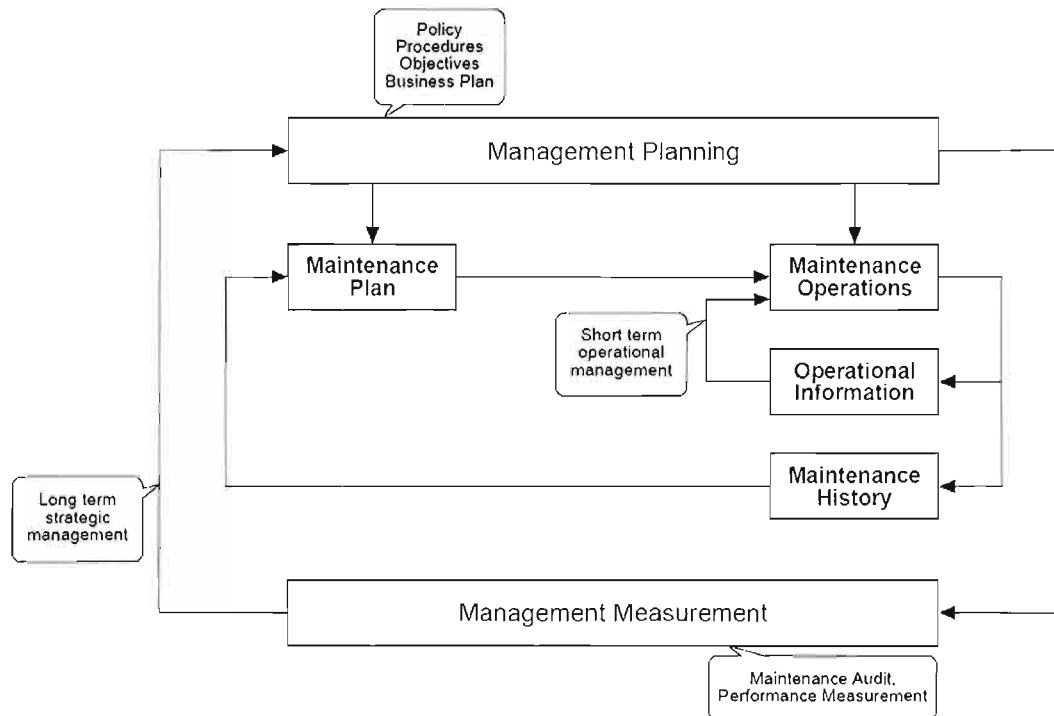 Policy
Procedures
Objectives
Business Plan
Management Planning
Maintenance
Plan
Maintenance
Operations
Short term
operational
management
Operational
Information
Maintenance
History
Long term
strategic
management
Management Measurement
Maintenance Audit,
Performance Measurement